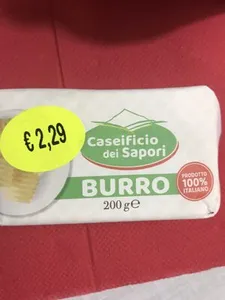 € 2,29
Caseificio
dei Sapori
BURRO
200 g e
PRODOTTO
100%
ITALIANO